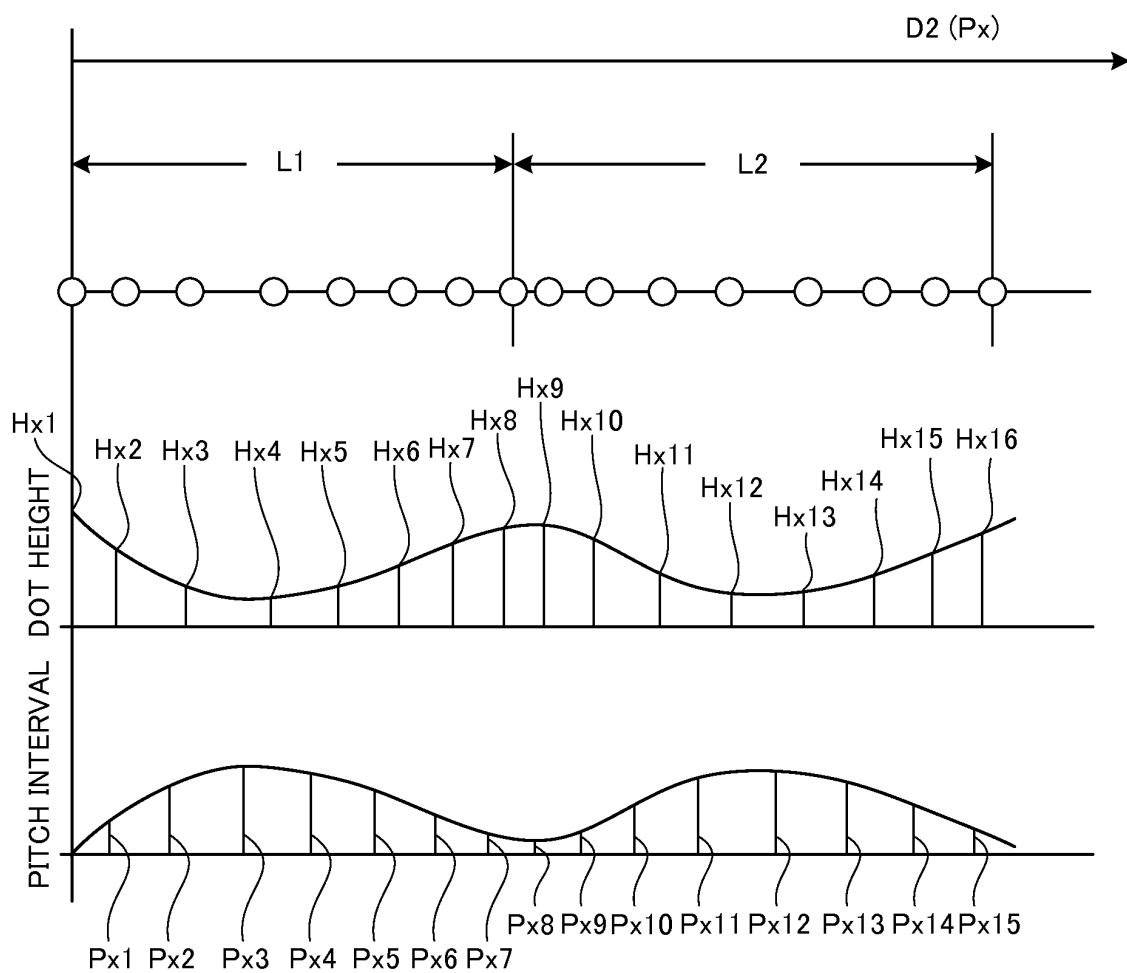 D2 (Px)
L1
L2
Hx1
Hx2
Hx3
Hx4
Hx5
Hx6
Hx7
Hx8
Hx9
Hx10
Hx11
Hx12
Hx13
Hx14
Hx15
Hx16
DOT HEIGHT
PITCH INTERVAL
Px1
Px2
Px3
Px4
Px5
Px6
Px7
Px8
Px9
Px10
Px11
Px12
Px13
Px14
Px15